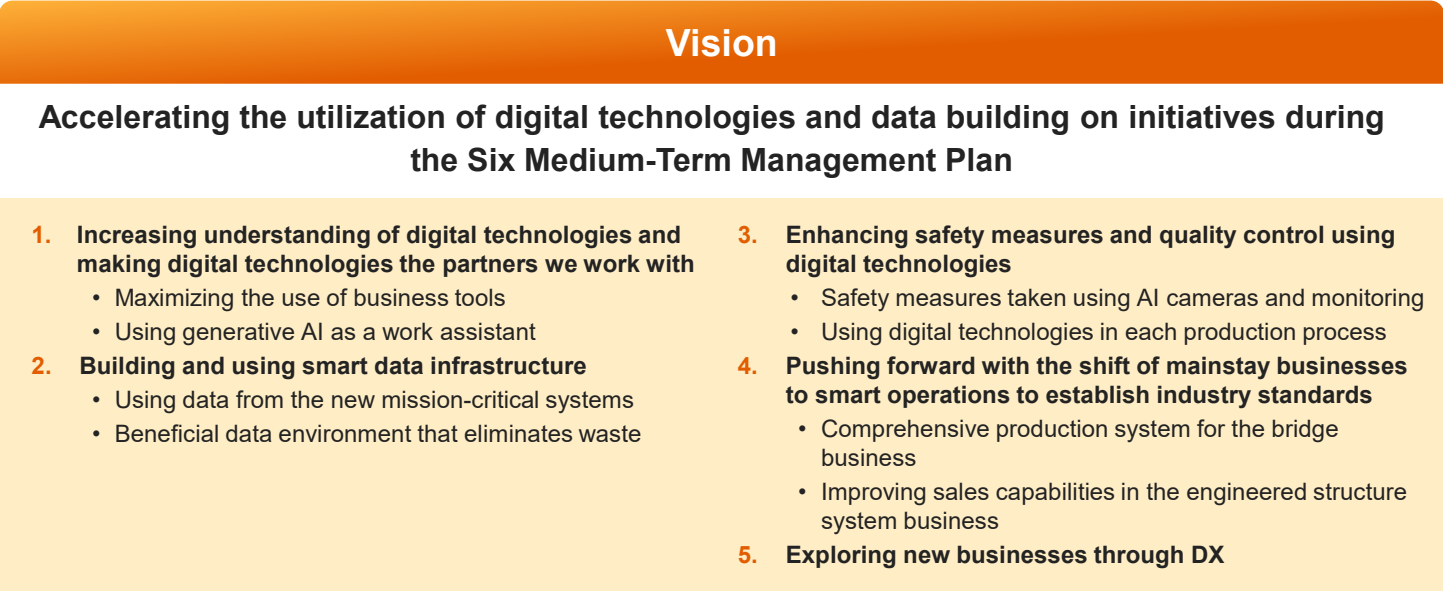 Vision
Accelerating the utilization of digital technologies and data building on initiatives during
the Six Medium-Term Management Plan
1. Increasing understanding of digital technologies and
making digital technologies the partners we work with
• Maximizing the use of business tools
• Using generative AI as a work assistant
2. Building and using smart data infrastructure
• Using data from the new mission-critical systems
• Beneficial data environment that eliminates waste
3. Enhancing safety measures and quality control using
digital technologies
• Safety measures taken using AI cameras and monitoring
• Using digital technologies in each production process
4. Pushing forward with the shift of mainstay businesses
to smart operations to establish industry standards
• Comprehensive production system for the bridge
business
• Improving sales capabilities in the engineered structure
system business
5. Exploring new businesses through DX